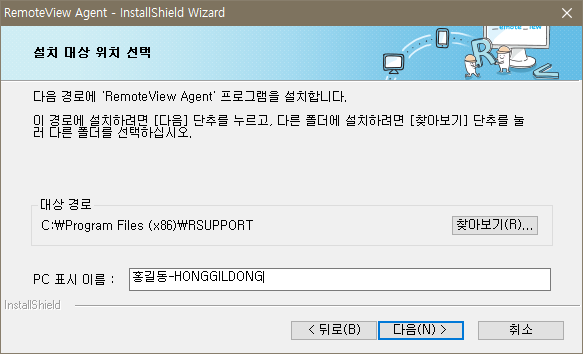 RemoteView Agent - InstallShield Wizard
설치 대상 위치 선택
다음 경로에 'RemoteView Agent' 프로그램을 설치합니다.
이 경로에 설치하려면 [다음] 단추를 누르고, 다른 폴더에 설치하려면 [찾아보기] 단추를 눌
러 다른 폴더를 선택하십시오.
대상 경로
C:\Program Files (x86)\RSUPPORT
찾아보기(R)...
PC 표시 이름 :
홍길동-HONGGILDONG
InstallShield
< 뒤로(B)
다음(N) >
취소